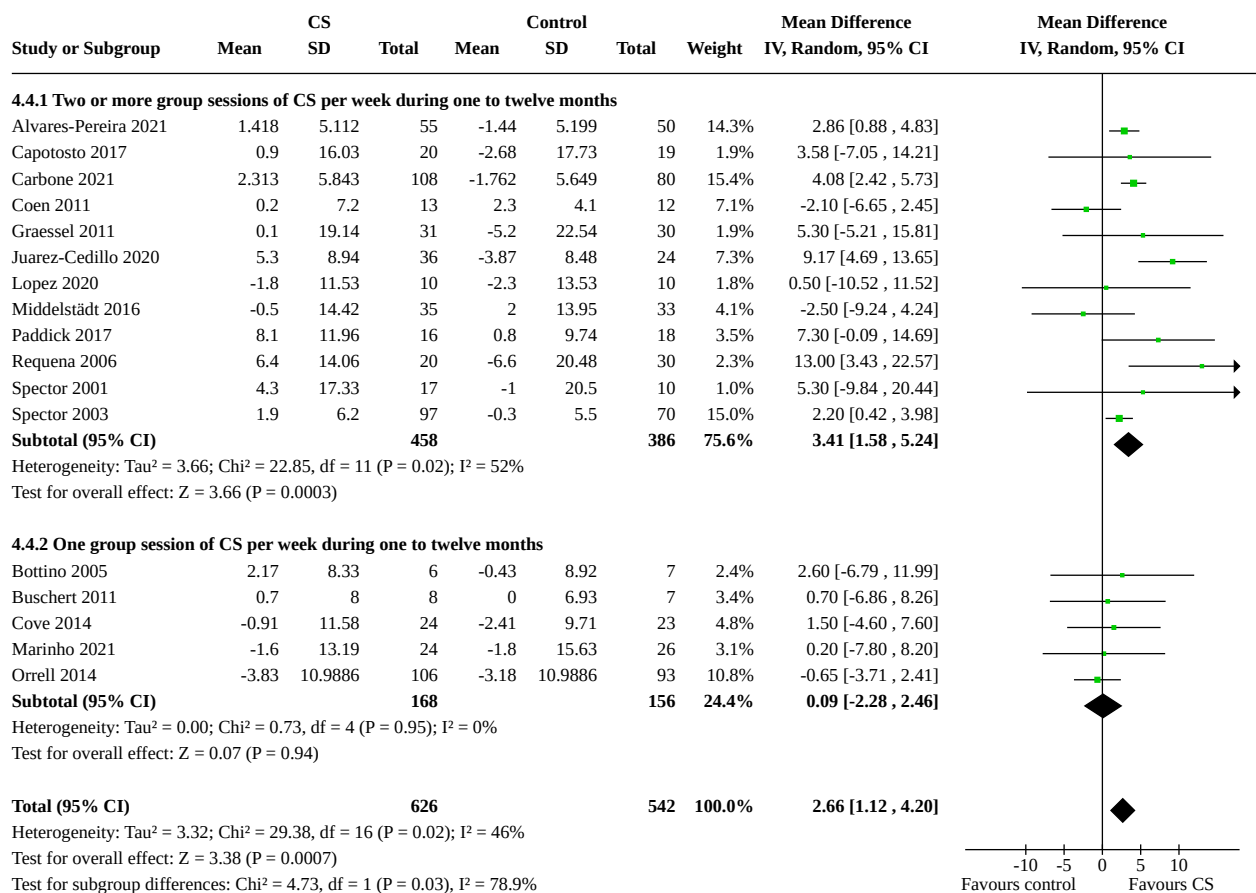 CS Control Mean Difference Mean Difference
Study or Subgroup Mean SD Total Mean SD Total Weight IV, Random, 95% CI IV, Random, 95% CI
4.4.1 Two or more group sessions of CS per week during one to twelve months
Alvares-Pereira 2021 1.418 5.112 55 -1.44 5.199 50 14.3% 2.86 [0.88 , 4.83]
Capotosto 2017 0.9 16.03 20 -2.68 17.73 19 1.9% 3.58 [-7.05 , 14.21]
Carbone 2021 2.313 5.843 108 -1.762 5.649 80 15.4% 4.08 [2.42 , 5.73]
Coen 2011 0.2 7.2 13 2.3 4.1 12 7.1% -2.10 [-6.65 , 2.45]
Graessel 2011 0.1 19.14 31 -5.2 22.54 30 1.9% 5.30 [-5.21 , 15.81]
Juarez-Cedillo 2020 5.3 8.94 36 -3.87 8.48 24 7.3% 9.17 [4.69 , 13.65]
Lopez 2020 -1.8 11.53 10 -2.3 13.53 10 1.8% 0.50 [-10.52 , 11.52]
Middelstädt 2016 -0.5 14.42 35 2 13.95 33 4.1% -2.50 [-9.24 , 4.24]
Paddick 2017 8.1 11.96 16 0.8 9.74 18 3.5% 7.30 [-0.09 , 14.69]
Requena 2006 6.4 14.06 20 -6.6 20.48 30 2.3% 13.00 [3.43 , 22.57]
Spector 2001 4.3 17.33 17 -1 20.5 10 1.0% 5.30 [-9.84 , 20.44]
Spector 2003 1.9 6.2 97 -0.3 5.5 70 15.0% 2.20 [0.42 , 3.98]
Subtotal (95% CI) 458 386 75.6% 3.41 [1.58 , 5.24]
Heterogeneity: Tau² = 3.66; Chi² = 22.85, df = 11 (P = 0.02); I² = 52%
Test for overall effect: Z = 3.66 (P = 0.0003)
4.4.2 One group session of CS per week during one to twelve months
Bottino 2005 2.17 8.33 6 -0.43 8.92 7 2.4% 2.60 [-6.79 , 11.99]
Buschert 2011 0.7 8 8 0 6.93 7 3.4% 0.70 [-6.86 , 8.26]
Cove 2014 -0.91 11.58 24 -2.41 9.71 23 4.8% 1.50 [-4.60 , 7.60]
Marinho 2021 -1.6 13.19 24 -1.8 15.63 26 3.1% 0.20 [-7.80 , 8.20]
Orrell 2014 -3.83 10.9886 106 -3.18 10.9886 93 10.8% -0.65 [-3.71 , 2.41]
Subtotal (95% CI) 168 156 24.4% 0.09 [-2.28 , 2.46]
Heterogeneity: Tau² = 0.00; Chi² = 0.73, df = 4 (P = 0.95); I² = 0%
Test for overall effect: Z = 0.07 (P = 0.94)
Total (95% CI) 626 542 100.0% 2.66 [1.12 , 4.20]
Heterogeneity: Tau² = 3.32; Chi² = 29.38, df = 16 (P = 0.02); I² = 46%
Test for overall effect: Z = 3.38 (P = 0.0007)
-10 -5 0 5 10
Test for subgroup differences: Chi² = 4.73, df = 1 (P = 0.03), I² = 78.9%
Favours control Favours CS